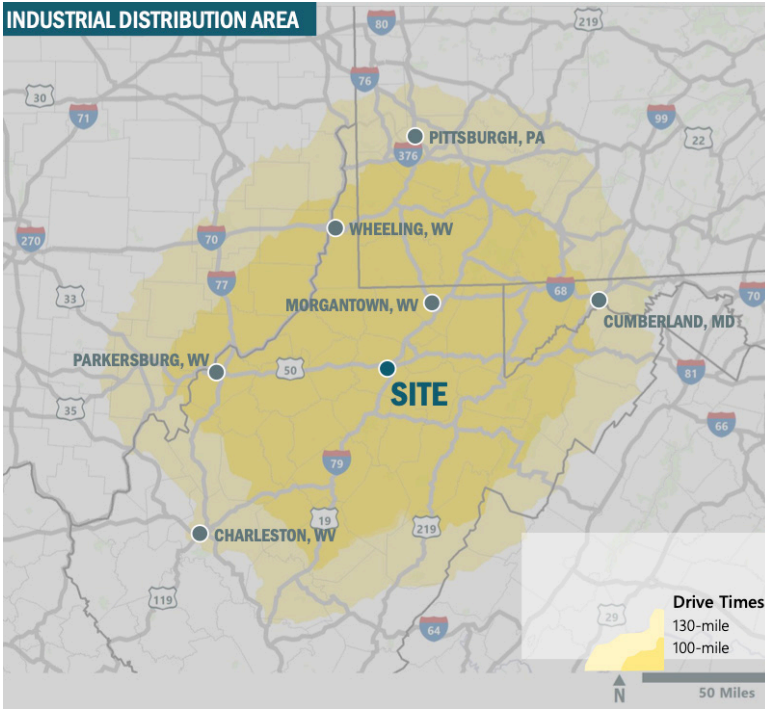 INDUSTRIAL DISTRIBUTION AREA
80
219
76
30
71
99
PITTSBURGH, PA
22
376
WHEELING, WV
270
70
77
68
33
MORGANTOWN, WV
70
CUMBERLAND, MD
PARKERSBURG, WV
50
81
SITE
35
66
79
19
219
CHARLESTON, WV
119
Drive Times
29
130-mile
64
100-mile
N
50 Miles